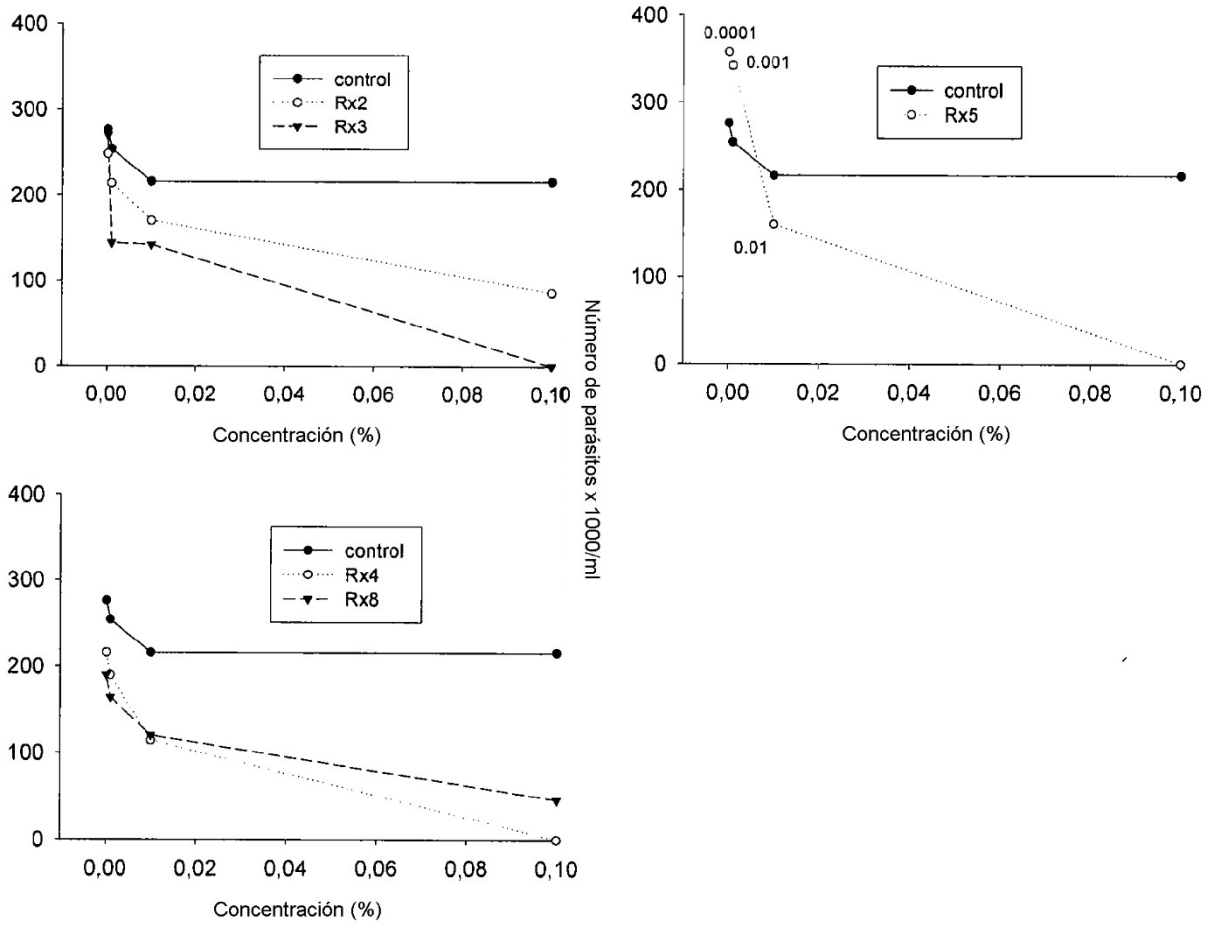 400
300
200
100
0
control
Rx2
Rx3
0,00 0,02 0,04 0,06 0,08 0,10
Concentración (%)
Número de parásitos x 1000/ml
400
300
200
100
0
0.0001
0.001
0.01
control
Rx5
0,00 0,02 0,04 0,06 0,08 0,10
Concentración (%)
400
300
200
100
0
control
Rx4
Rx8
0,00 0,02 0,04 0,06 0,08 0,10
Concentración (%)